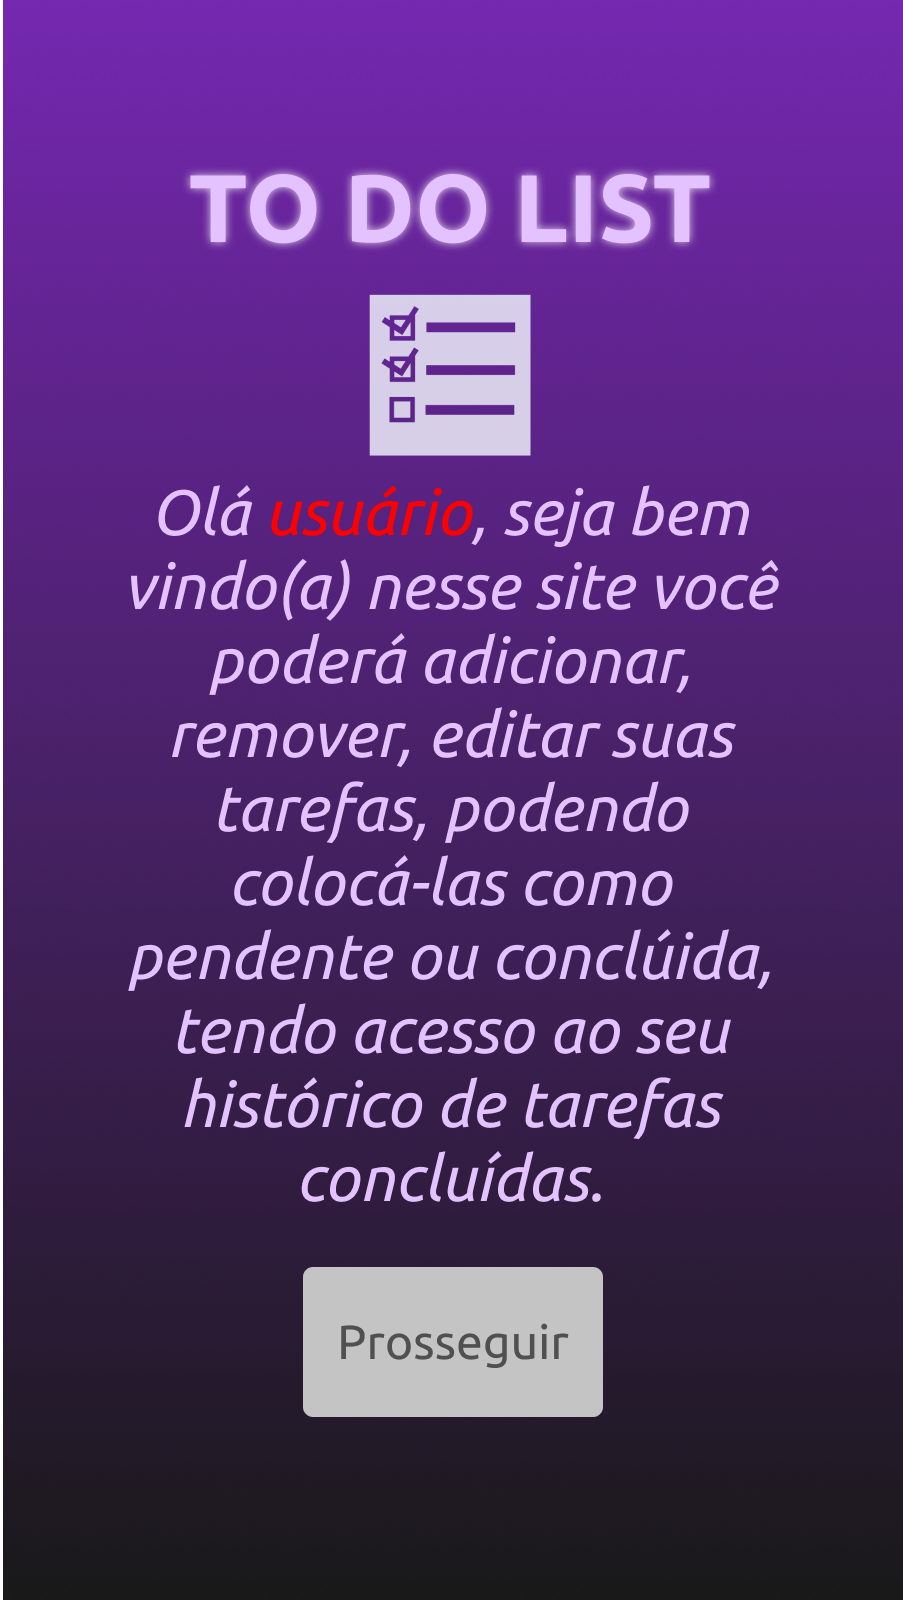 TO DO LIST
Olá usuário, seja bem
vindo(a) nesse site você
poderá adicionar,
remover, editar suas
tarefas, podendo
colocá-las como
pendente ou conclúida,
tendo acesso ao seu
histórico de tarefas
concluídas.
Prosseguir